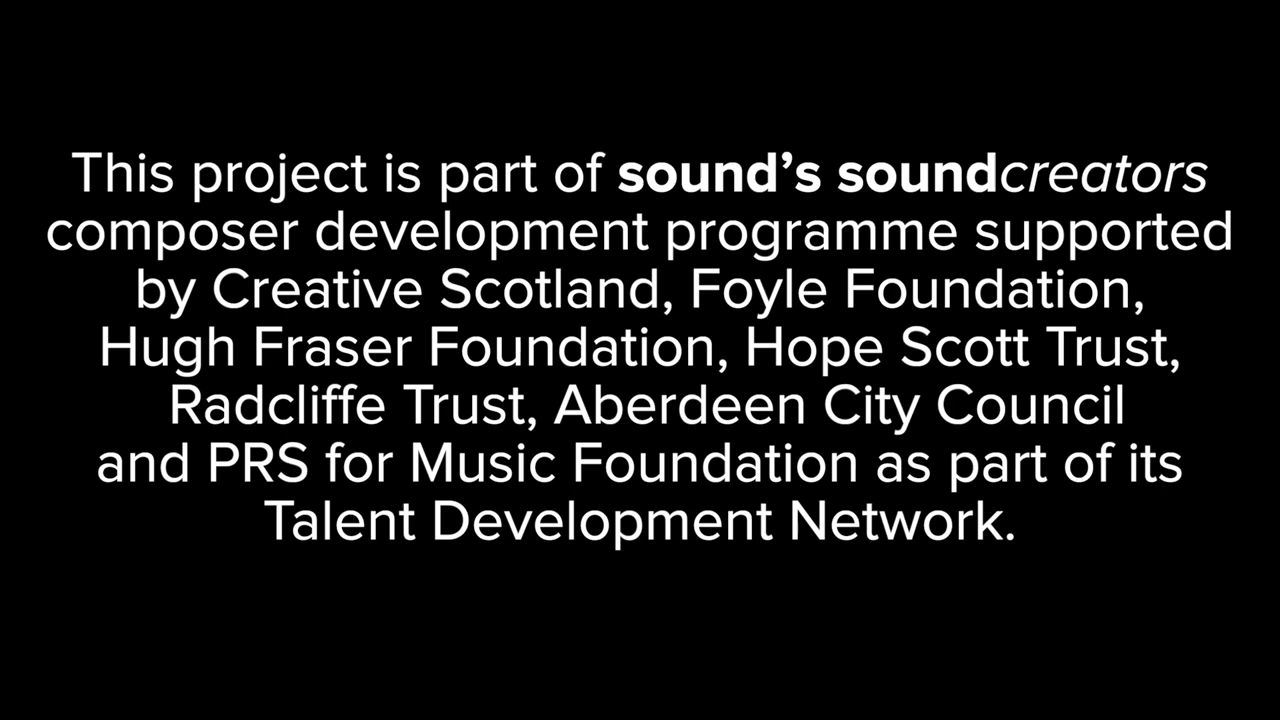 This project is part of sound’s soundcreators
composer development programme supported
by Creative Scotland, Foyle Foundation,
Hugh Fraser Foundation, Hope Scott Trust,
Radcliffe Trust, Aberdeen City Council
and PRS for Music Foundation as part of its
Talent Development Network.